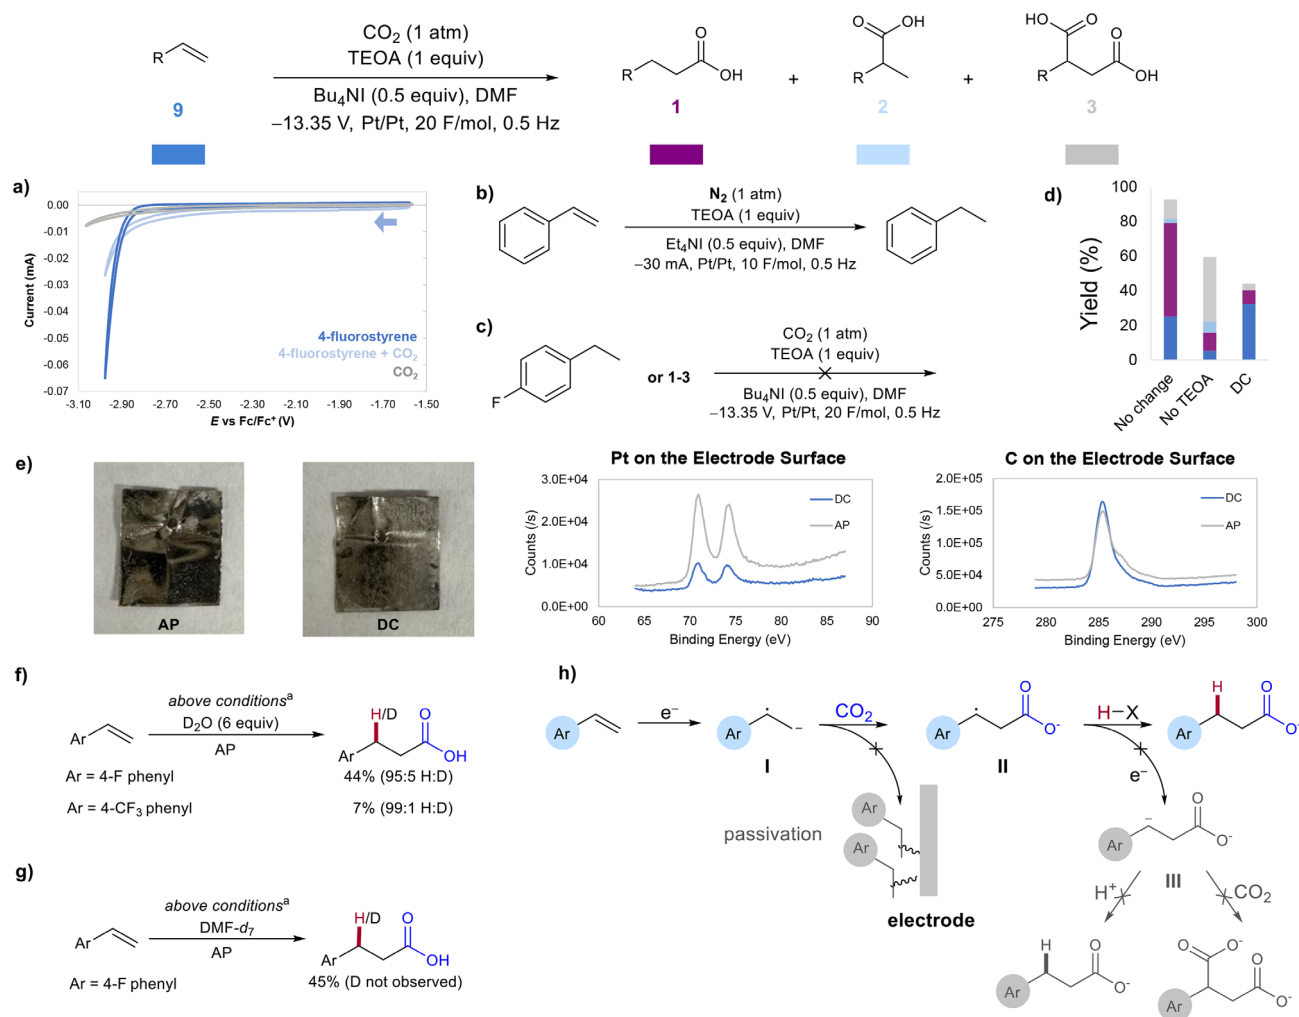 R
9
CO₂ (1 atm)
TEOA (1 equiv)
Bu₄NI (0.5 equiv), DMF
−13.35 V, Pt/Pt, 20 F/mol, 0.5 Hz
R
O
OH
1
+
O
OH
R
2
+
HO
O
O
R
OH
3
a)
0.00
-0.01
-0.02
-0.03
-0.04
-0.05
-0.06
-0.07
Current (mA)
4-fluorostyrene
4-fluorostyrene + CO₂
CO₂
-3.10 -2.90 -2.70 -2.50 -2.30 -2.10 -1.90 -1.70 -1.50
E vs Fc/Fc⁺ (V)
b)
N₂ (1 atm)
TEOA (1 equiv)
Et₄NI (0.5 equiv), DMF
−30 mA, Pt/Pt, 10 F/mol, 0.5 Hz
c)
F
or 1-3
CO₂ (1 atm)
TEOA (1 equiv)
Bu₄NI (0.5 equiv), DMF
−13.35 V, Pt/Pt, 20 F/mol, 0.5 Hz
d)
Yield (%)
100
80
60
40
20
0
No change
No TEOA
DC
e)
AP
DC
Pt on the Electrode Surface
Counts (/s)
3.0E+04
2.0E+04
1.0E+04
0.0E+00
DC
AP
60 65 70 75 80 85 90
Binding Energy (eV)
C on the Electrode Surface
Counts (/s)
2.0E+05
1.5E+05
1.0E+05
5.0E+04
0.0E+00
DC
AP
275 280 285 290 295 300
Binding Energy (eV)
f)
Ar
above conditionsᵃ
D₂O (6 equiv)
AP
H/D
O
Ar
OH
Ar = 4-F phenyl
44% (95:5 H:D)
Ar = 4-CF₃ phenyl
7% (99:1 H:D)
g)
Ar
above conditionsᵃ
DMF-d₇
AP
H/D
O
Ar
OH
Ar = 4-F phenyl
45% (D not observed)
h)
Ar
e⁻
Ar
I
CO₂
Ar
O
O⁻
II
H−X
e⁻
H
O
Ar
O⁻
passivation
Ar
Ar
electrode
Ar
O
O⁻
III
H⁺
CO₂
H
O
Ar
O⁻
O
O⁻
O
Ar
O⁻